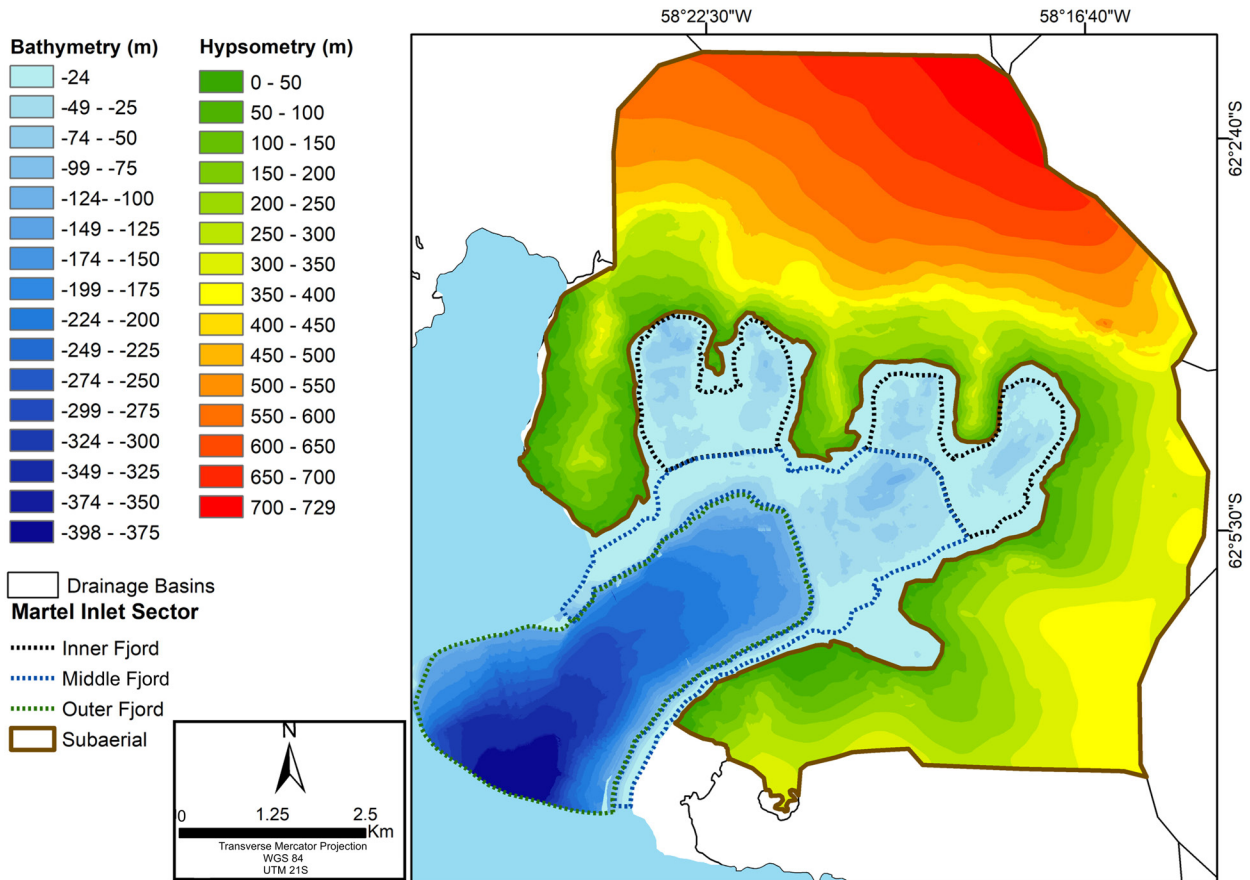 58°22'30"W
58°16'40"W
62°2'40"S
62°5'30"S
Bathymetry (m)
-24
-49 - -25
-74 - -50
-99 - -75
-124- -100
-149 - -125
-174 - -150
-199 - -175
-224 - -200
-249 - -225
-274 - -250
-299 - -275
-324 - -300
-349 - -325
-374 - -350
-398 - -375
Hypsometry (m)
0 - 50
50 - 100
100 - 150
150 - 200
200 - 250
250 - 300
300 - 350
350 - 400
400 - 450
450 - 500
500 - 550
550 - 600
600 - 650
650 - 700
700 - 729
Drainage Basins
Martel Inlet Sector
Inner Fjord
Middle Fjord
Outer Fjord
Subaerial
N
0 1.25 2.5
Km
Transverse Mercator Projection
WGS 84
UTM 21S